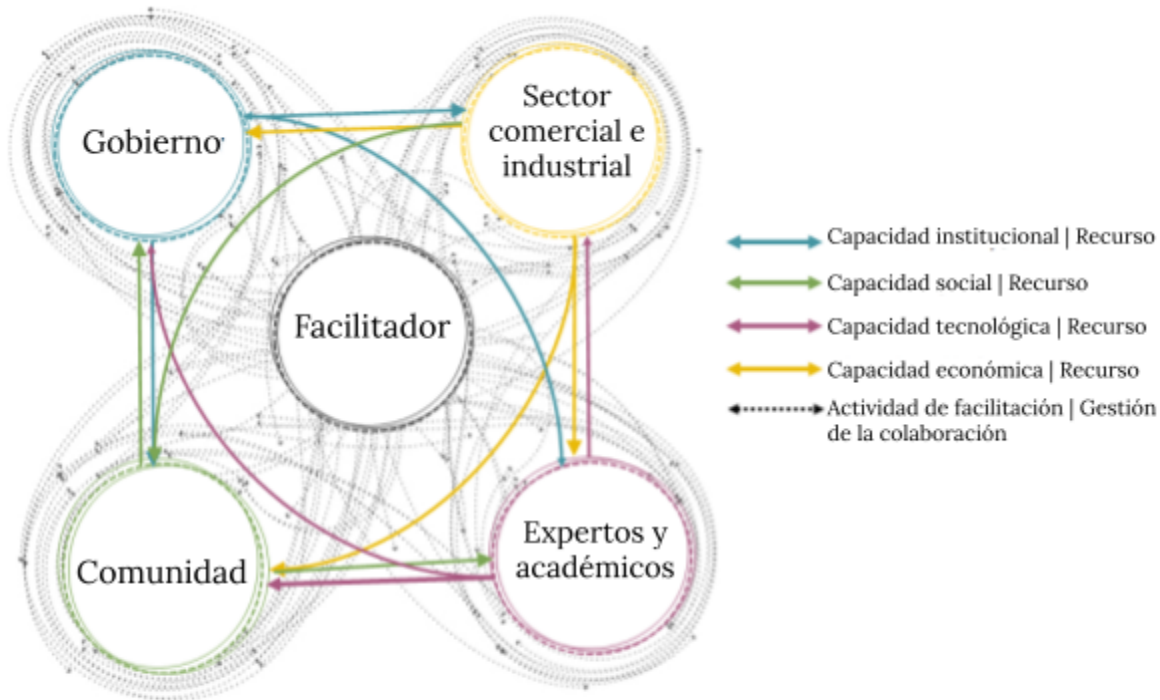 Gobierno
Sector
comercial e
industrial
Facilitador
Comunidad
Expertos y
académicos
Capacidad institucional | Recurso
Capacidad social | Recurso
Capacidad tecnológica | Recurso
Capacidad económica | Recurso
Actividad de facilitación | Gestión
de la colaboración